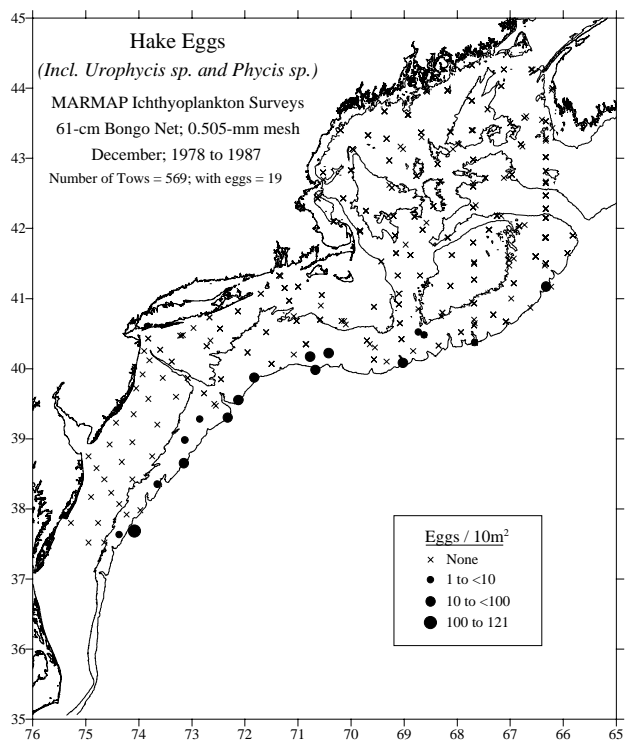 Hake Eggs
(Incl. Urophycis sp. and Phycis sp.)
MARMAP Ichthyoplankton Surveys
61-cm Bongo Net; 0.505-mm mesh
December; 1978 to 1987
Number of Tows = 569; with eggs = 19
45
44
43
42
41
40
39
38
37
36
35
Eggs / 10m²
None
1 to <10
10 to <100
100 to 121
76 75 74 73 72 71 70 69 68 67 66 65